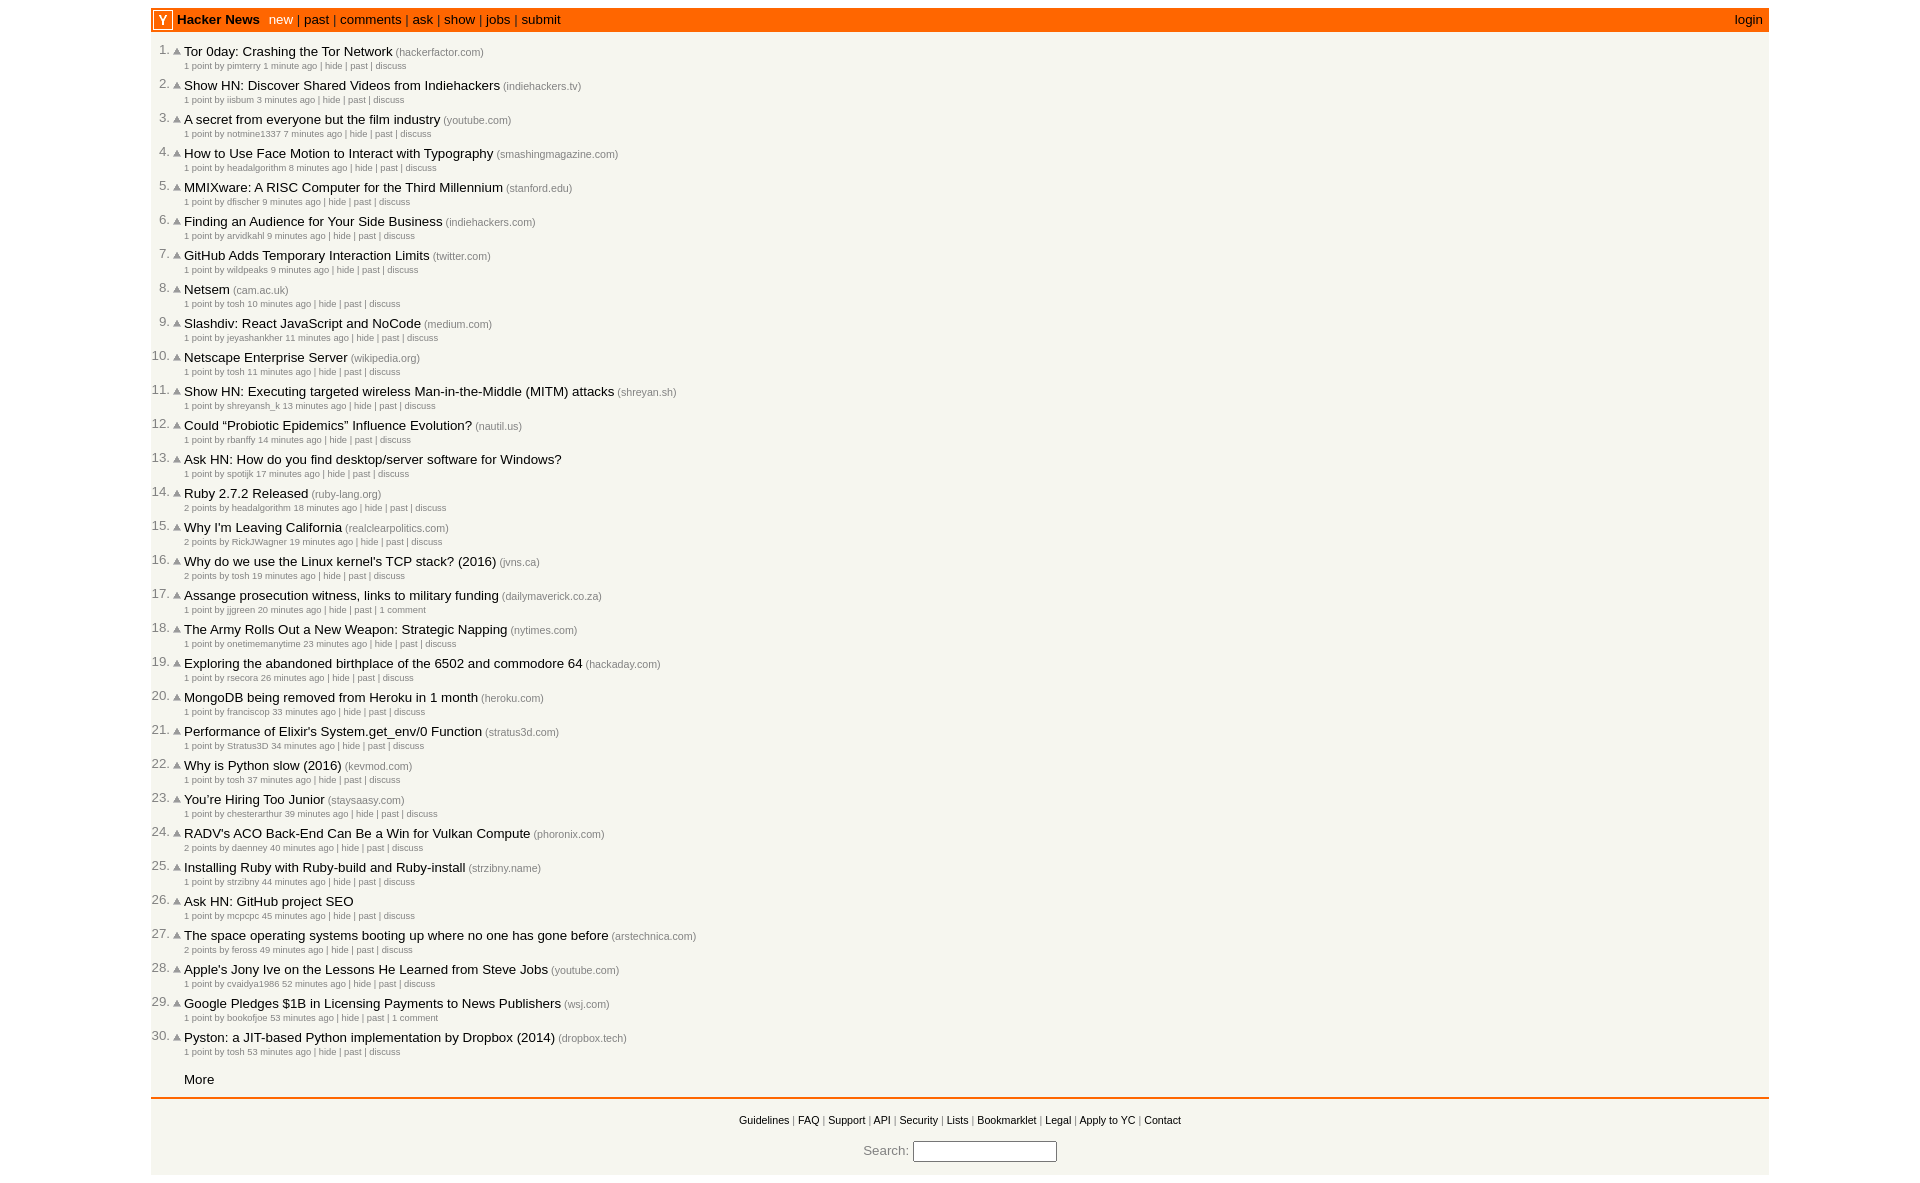 Y Hacker News new | past | comments | ask | show | jobs | submit login
1. Tor 0day: Crashing the Tor Network (hackerfactor.com)
1 point by pimterry 1 minute ago | hide | past | discuss
2. Show HN: Discover Shared Videos from Indiehackers (indiehackers.tv)
1 point by iisbum 3 minutes ago | hide | past | discuss
3. A secret from everyone but the film industry (youtube.com)
1 point by notmine1337 7 minutes ago | hide | past | discuss
4. How to Use Face Motion to Interact with Typography (smashingmagazine.com)
1 point by headalgorithm 8 minutes ago | hide | past | discuss
5. MMIXware: A RISC Computer for the Third Millennium (stanford.edu)
1 point by dfischer 9 minutes ago | hide | past | discuss
6. Finding an Audience for Your Side Business (indiehackers.com)
1 point by arvidkahl 9 minutes ago | hide | past | discuss
7. GitHub Adds Temporary Interaction Limits (twitter.com)
1 point by wildpeaks 9 minutes ago | hide | past | discuss
8. Netsem (cam.ac.uk)
1 point by tosh 10 minutes ago | hide | past | discuss
9. Slashdiv: React JavaScript and NoCode (medium.com)
1 point by jeyashankher 11 minutes ago | hide | past | discuss
10. Netscape Enterprise Server (wikipedia.org)
1 point by tosh 11 minutes ago | hide | past | discuss
11. Show HN: Executing targeted wireless Man-in-the-Middle (MITM) attacks (shreyan.sh)
1 point by shreyansh_k 13 minutes ago | hide | past | discuss
12. Could “Probiotic Epidemics” Influence Evolution? (nautil.us)
1 point by rbanffy 14 minutes ago | hide | past | discuss
13. Ask HN: How do you find desktop/server software for Windows?
1 point by spotijk 17 minutes ago | hide | past | discuss
14. Ruby 2.7.2 Released (ruby-lang.org)
2 points by headalgorithm 18 minutes ago | hide | past | discuss
15. Why I'm Leaving California (realclearpolitics.com)
2 points by RickJWagner 19 minutes ago | hide | past | discuss
16. Why do we use the Linux kernel's TCP stack? (2016) (jvns.ca)
2 points by tosh 19 minutes ago | hide | past | discuss
17. Assange prosecution witness, links to military funding (dailymaverick.co.za)
1 point by jjgreen 20 minutes ago | hide | past | 1 comment
18. The Army Rolls Out a New Weapon: Strategic Napping (nytimes.com)
1 point by onetimemanytime 23 minutes ago | hide | past | discuss
19. Exploring the abandoned birthplace of the 6502 and commodore 64 (hackaday.com)
1 point by rsecora 26 minutes ago | hide | past | discuss
20. MongoDB being removed from Heroku in 1 month (heroku.com)
1 point by franciscop 33 minutes ago | hide | past | discuss
21. Performance of Elixir's System.get_env/0 Function (stratus3d.com)
1 point by Stratus3D 34 minutes ago | hide | past | discuss
22. Why is Python slow (2016) (kevmod.com)
1 point by tosh 37 minutes ago | hide | past | discuss
23. You’re Hiring Too Junior (staysaasy.com)
1 point by chesterarthur 39 minutes ago | hide | past | discuss
24. RADV's ACO Back-End Can Be a Win for Vulkan Compute (phoronix.com)
2 points by daenney 40 minutes ago | hide | past | discuss
25. Installing Ruby with Ruby-build and Ruby-install (strzibny.name)
1 point by strzibny 44 minutes ago | hide | past | discuss
26. Ask HN: GitHub project SEO
1 point by mcpcpc 45 minutes ago | hide | past | discuss
27. The space operating systems booting up where no one has gone before (arstechnica.com)
2 points by feross 49 minutes ago | hide | past | discuss
28. Apple's Jony Ive on the Lessons He Learned from Steve Jobs (youtube.com)
1 point by cvaidya1986 52 minutes ago | hide | past | discuss
29. Google Pledges $1B in Licensing Payments to News Publishers (wsj.com)
1 point by bookofjoe 53 minutes ago | hide | past | 1 comment
30. Pyston: a JIT-based Python implementation by Dropbox (2014) (dropbox.tech)
1 point by tosh 53 minutes ago | hide | past | discuss
More
Guidelines | FAQ | Support | API | Security | Lists | Bookmarklet | Legal | Apply to YC | Contact
Search: